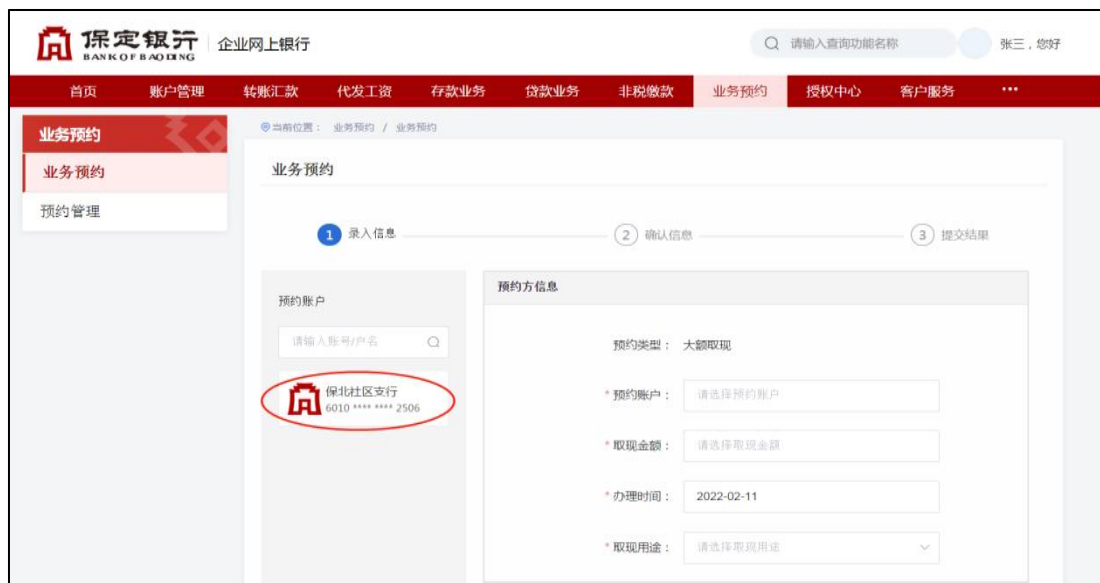 保定银行 企业网上银行 请输入查询功能名称 张三，您好
BANK OF BAODING
首页 账户管理 转账汇款 代发工资 存款业务 贷款业务 非税缴款 业务预约 授权中心 客户服务 •••
业务预约
当前位置： 业务预约 / 业务预约
业务预约
预约管理
业务预约
1 录入信息 2 确认信息 3 提交结果
预约账户
请输入账号/户名
保北社区支行
6010 **** **** 2506
预约方信息
预约类型： 大额取现
* 预约账户： 请选择预约账户
* 取现金额： 请选择取现金额
* 办理时间： 2022-02-11
* 取现用途： 请选择取现用途